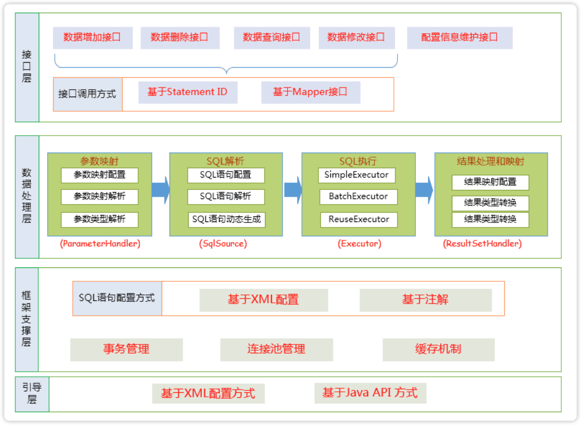 接口层
数据增加接口 数据删除接口 数据查询接口 数据修改接口 配置信息维护接口
接口调用方式 基于Statement ID 基于Mapper接口
数据处理层
参数映射 SQL解析 SQL执行 结果处理和映射
参数映射配置 SQL语句配置 SimpleExecutor 结果映射配置
参数映射解析 SQL语句解析 BatchExecutor 结果类型转换
参数类型解析 SQL语句动态生成 ReuseExecutor 结果类型转换
(ParameterHandler) (SqlSource) (Executor) (ResultSetHandler)
框架支撑层
SQL语句配置方式 基于XML配置 基于注解
事务管理 连接池管理 缓存机制
引导层
基于XML配置方式 基于Java API 方式